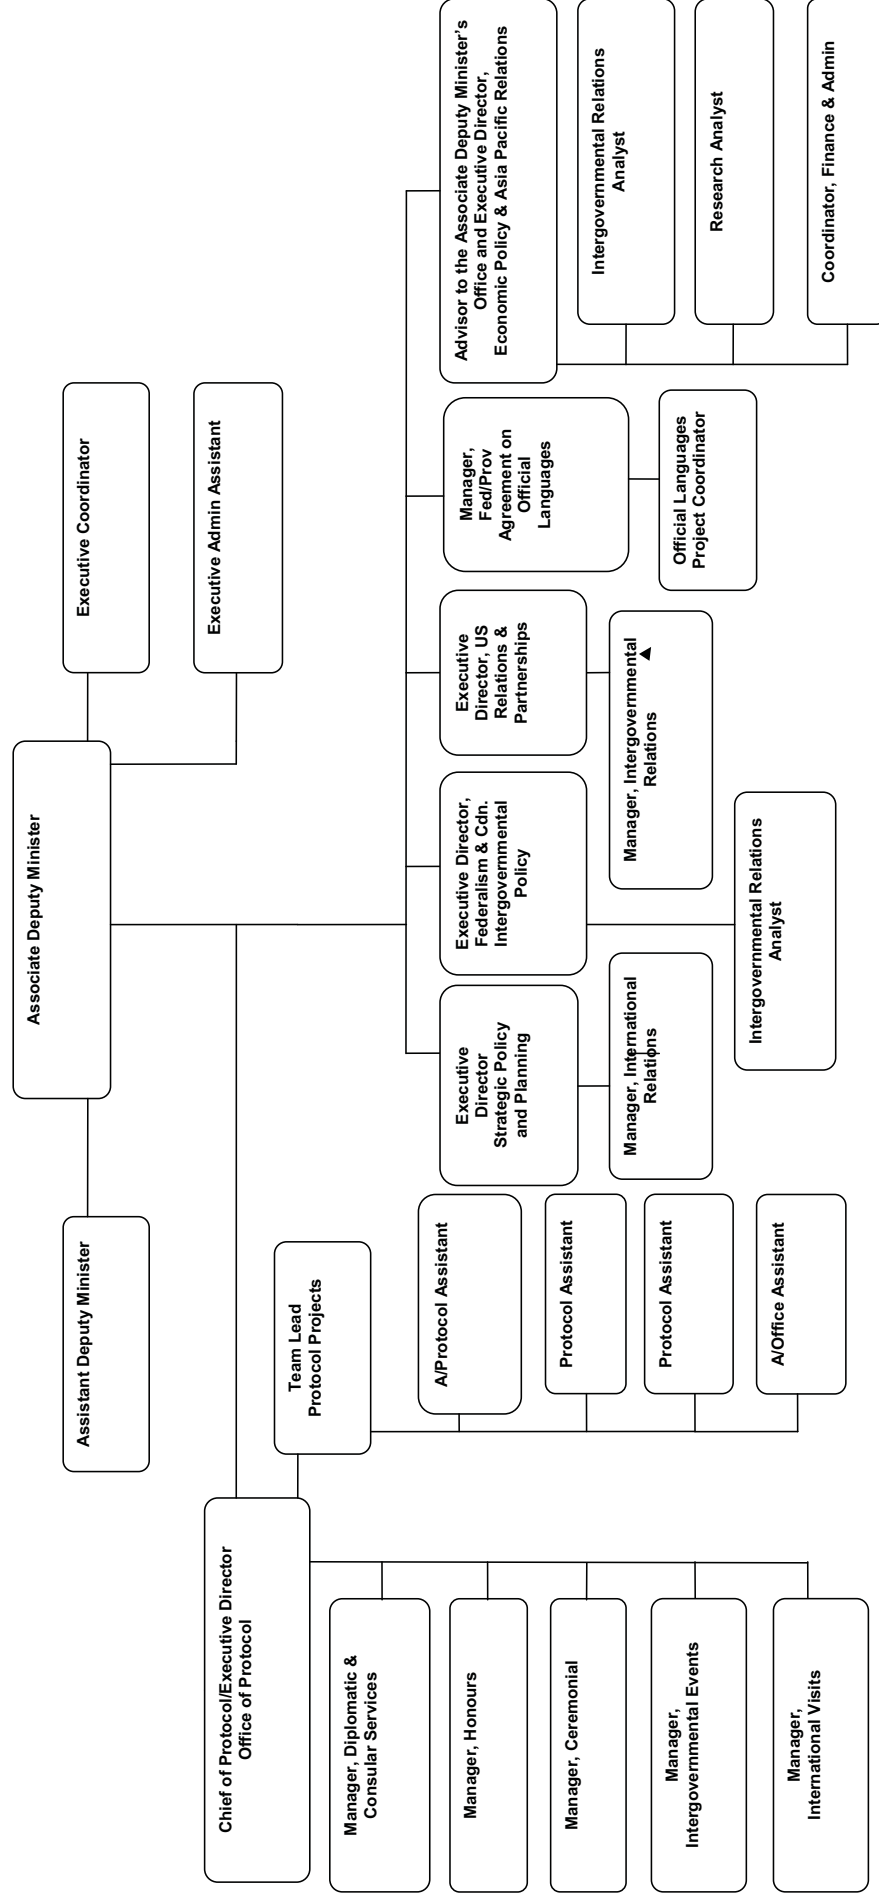 Associate Deputy Minister
Assistant Deputy Minister
Executive Coordinator
Executive Admin Assistant
Chief of Protocol/Executive Director
Office of Protocol
Team Lead
Protocol Projects
Manager, Diplomatic &
Consular Services
Manager, Honours
Manager, Ceremonial
Manager,
Intergovernmental Events
Manager,
International Visits
A/Protocol Assistant
Protocol Assistant
Protocol Assistant
A/Office Assistant
Executive
Director
Strategic Policy
and Planning
Manager, International
Relations
Executive Director,
Federalism & Cdn.
Intergovernmental
Policy
Intergovernmental Relations
Analyst
Executive
Director, US
Relations &
Partnerships
Manager, Intergovernmental
Relations
Manager,
Fed/Prov
Agreement on
Official
Languages
Official Languages
Project Coordinator
Advisor to the Associate Deputy Minister's
Office and Executive Director,
Economic Policy & Asia Pacific Relations
Intergovernmental Relations
Analyst
Research Analyst
Coordinator, Finance & Admin